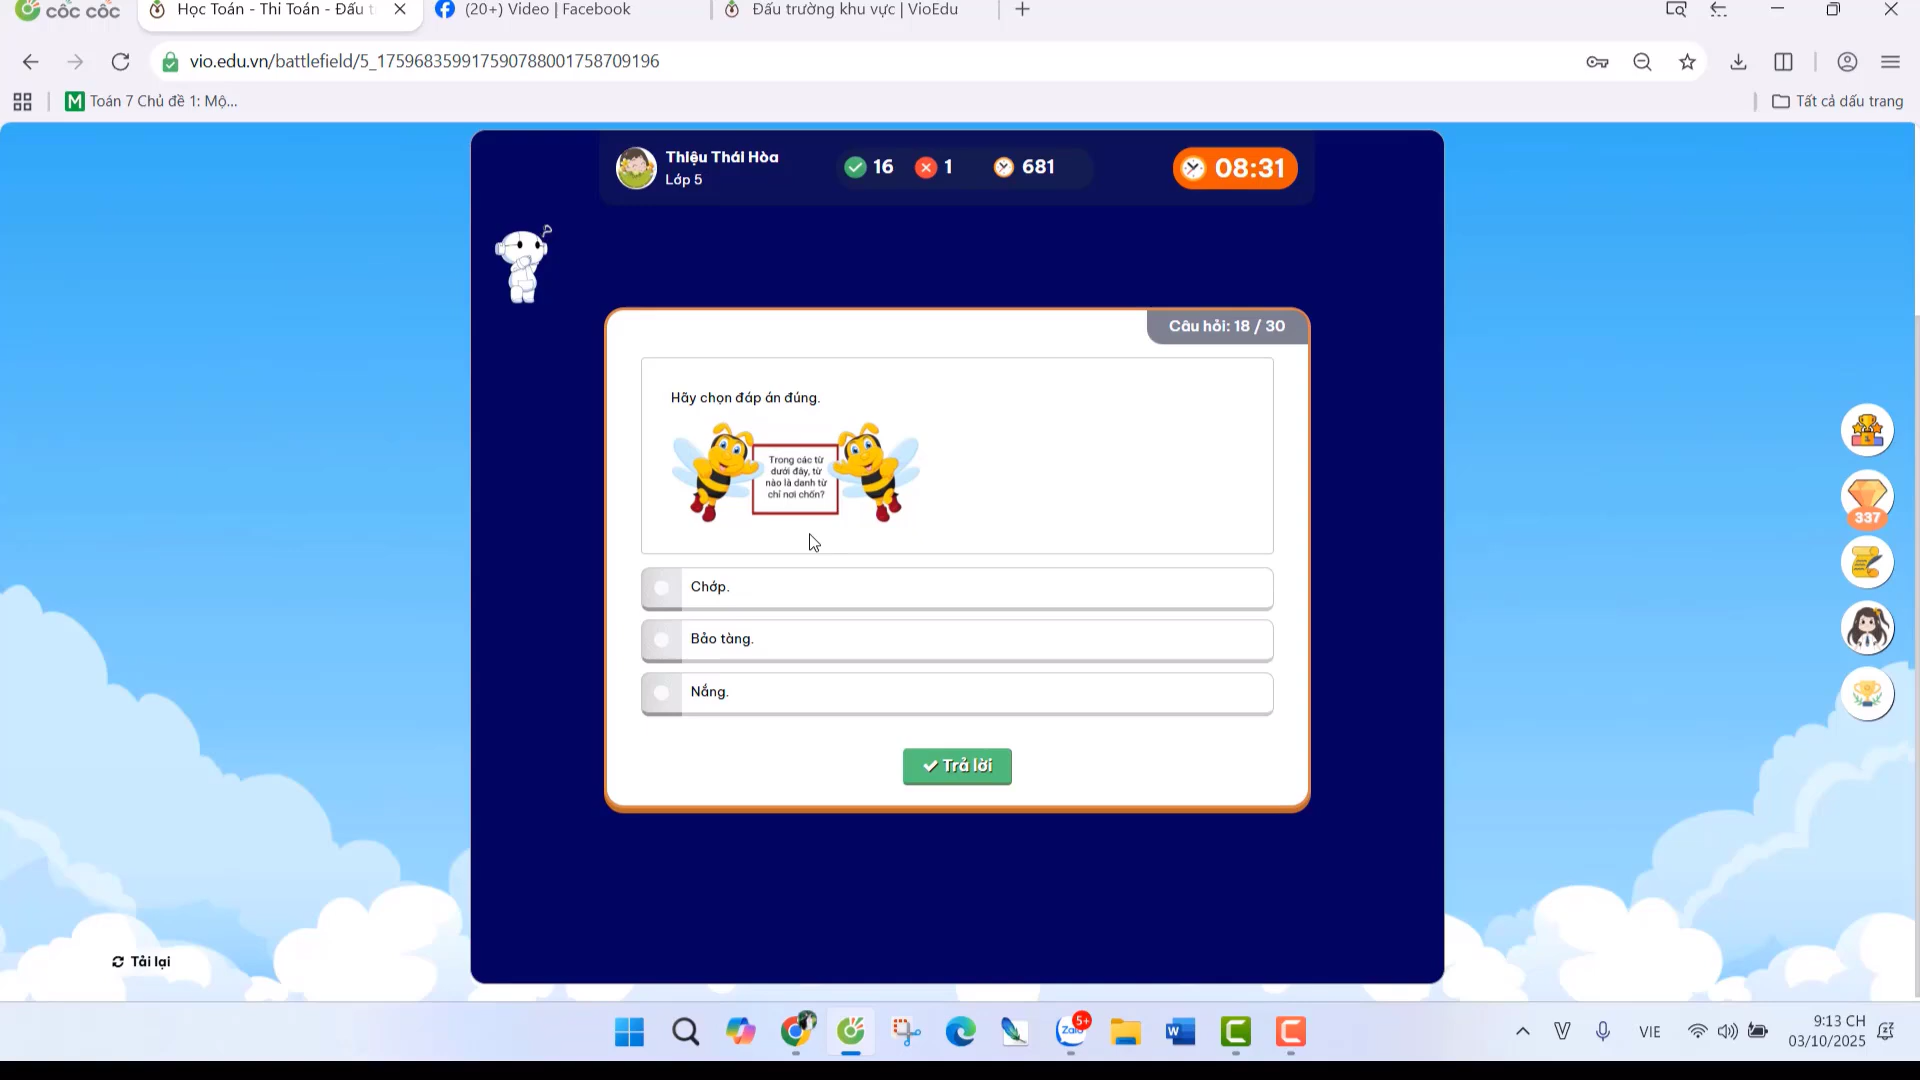 cốc cốc
Học Toán - Thi Toán - Đấu t
(20+) Video | Facebook
Đấu trường khu vực | VioEdu
vio.edu.vn/battlefield/5_1759683599175907880017587​09196
Toán 7 Chủ đề 1: Mộ...
Tất cả dấu trang
Thiệu Thái Hòa
Lớp 5
16
1
681
08:31
Câu hỏi: 18 / 30
Hãy chọn đáp án đúng.
Trong các từ
dưới đây, từ
nào là danh từ
chỉ nơi chốn?
Chớp.
Bảo tàng.
Nắng.
Trả lời
337
Tải lại
Zalo
5+
VIE
9:13 CH
03/10/2025